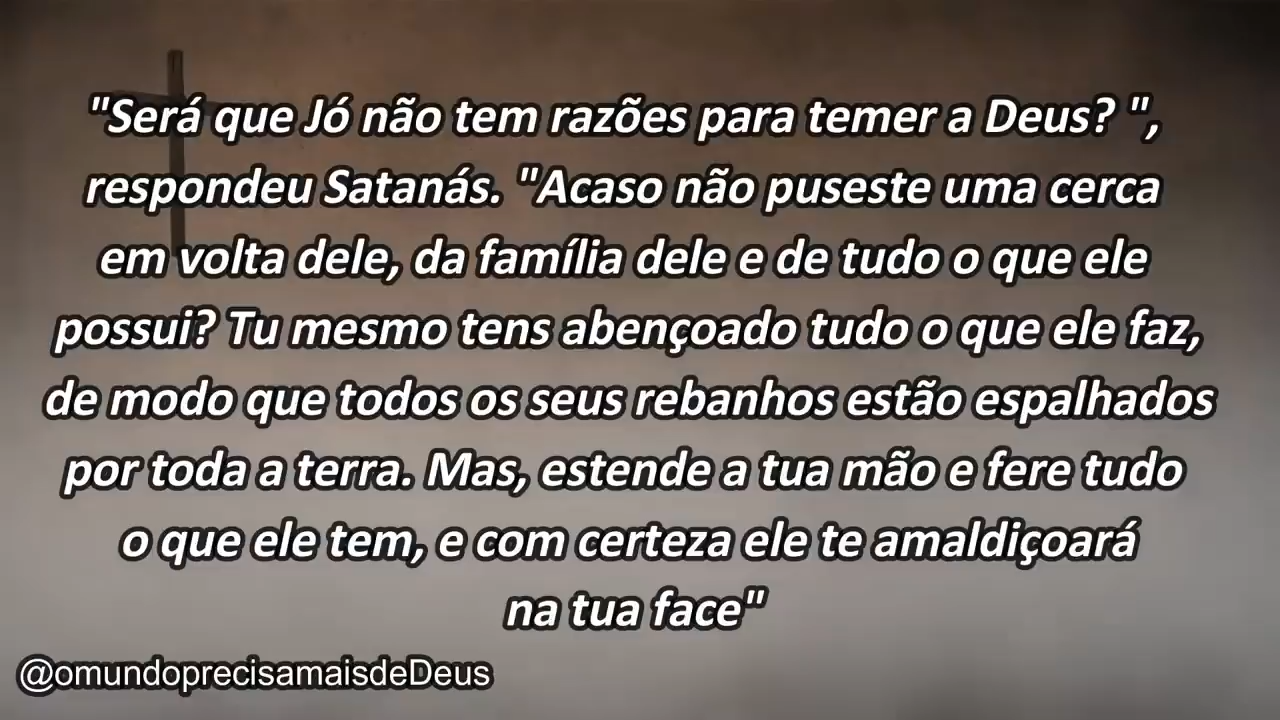 "Será que Jó não tem razões para temer a Deus? ",
respondeu Satanás. "Acaso não puseste uma cerca
em volta dele, da família dele e de tudo o que ele
possui? Tu mesmo tens abençoado tudo o que ele faz,
de modo que todos os seus rebanhos estão espalhados
por toda a terra. Mas, estende a tua mão e fere tudo
o que ele tem, e com certeza ele te amaldiçoará
na tua face"
@omundoprecisamaisdeDeus